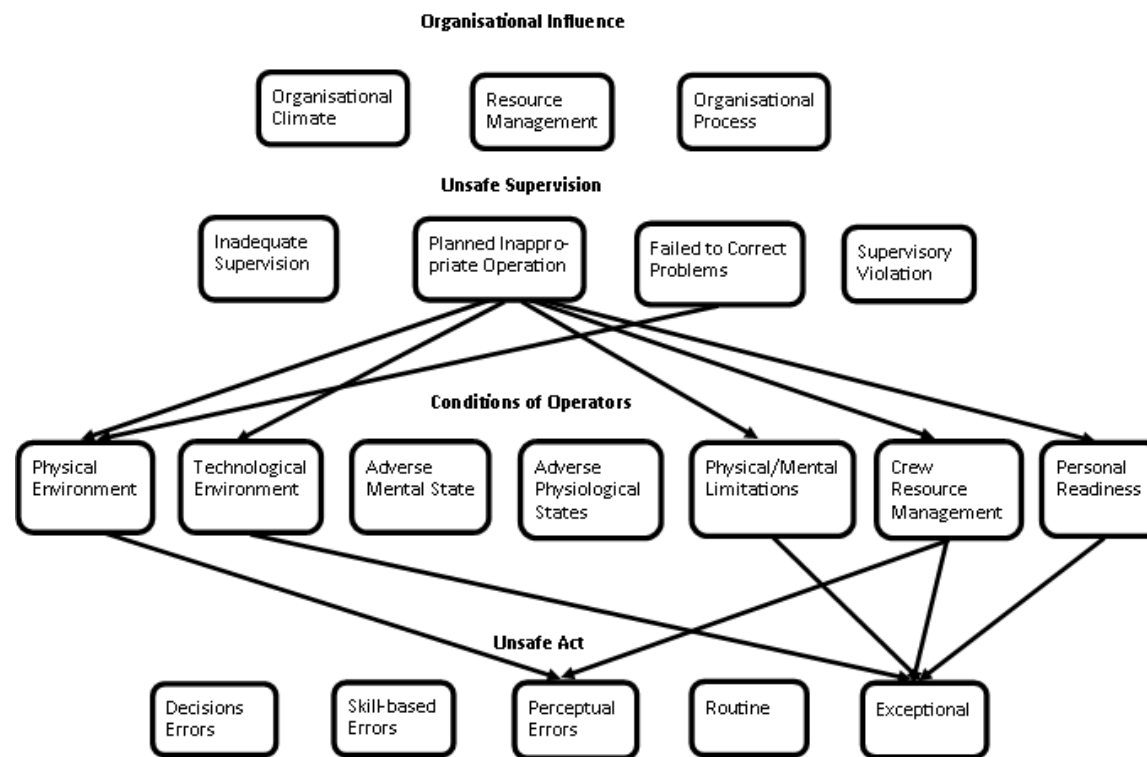 Organisational Influence
Organisational
Climate
Resource
Management
Organisational
Process
Unsafe Supervision
Inadequate
Supervision
Planned Inappro-
priate Operation
Failed to Correct
Problems
Supervisory
Violation
Conditions of Operators
Physical
Environment
Technological
Environment
Adverse
Mental State
Adverse
Physiological
States
Physical/Mental
Limitations
Crew
Resource
Management
Personal
Readiness
Unsafe Act
Decisions
Errors
Skill-based
Errors
Perceptual
Errors
Routine
Exceptional